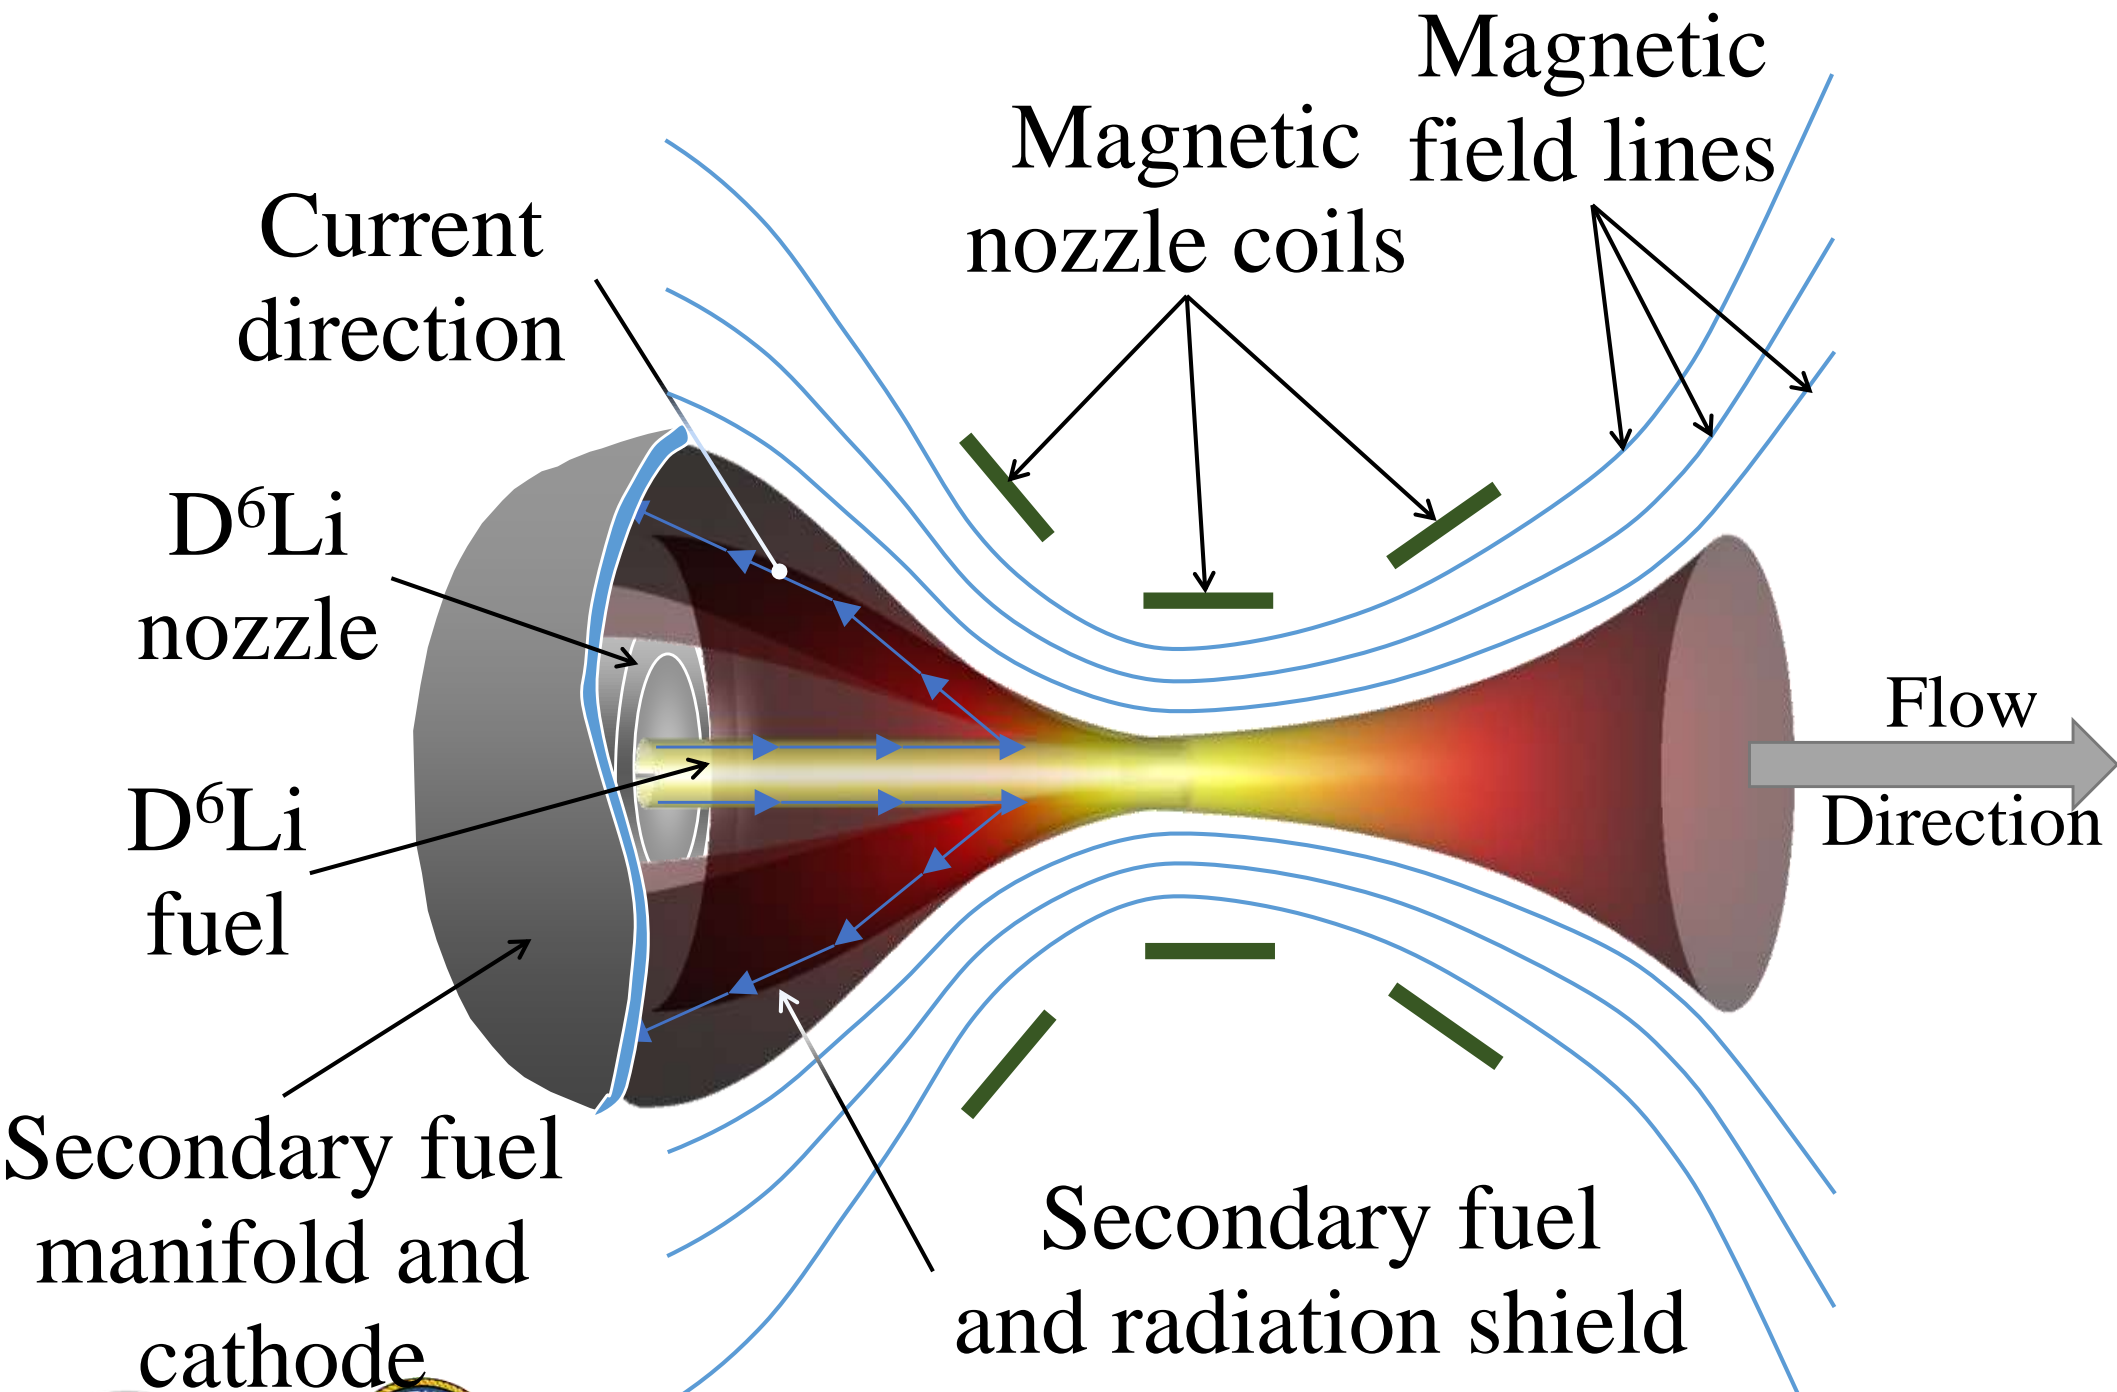 Magnetic
field lines
Magnetic
nozzle coils
Current
direction
D⁶Li
nozzle
D⁶Li
fuel
Flow
Direction
Secondary fuel
manifold and
cathode
Secondary fuel
and radiation shield